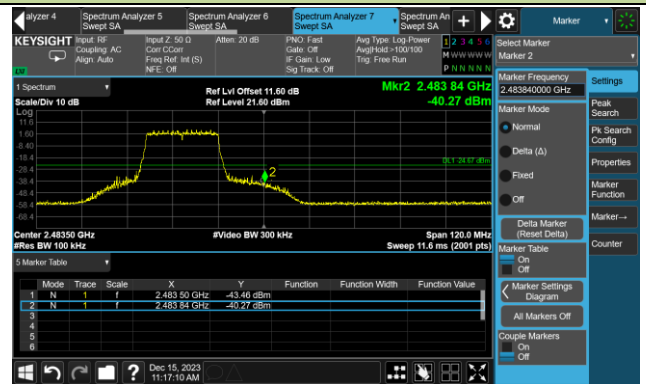 alyzer 4
Spectrum Analyzer 5
Swept SA
Spectrum Analyzer 6
Swept SA
Spectrum Analyzer 7
Swept SA
Spectrum An
Swept SA
+
Marker
KEYSIGHT
Input: RF
Coupling: AC
Align: Auto
Input Z: 50 Ω
Corr CCorr
Freq Ref: Int (S)
NFE: Off
Atten: 20 dB
PNO: Fast
Gate: Off
IF Gain: Low
Sig Track: Off
Avg Type: Log-Power
Avg|Hold:>100/100
Trig: Free Run
1 2 3 4 5 6
M W W W W W
P N N N N N
Select Marker
Marker 2
LXI
1 Spectrum
Scale/Div 10 dB
Ref Lvl Offset 11.60 dB
Ref Level 21.60 dBm
Mkr2 2.483 84 GHz
-40.27 dBm
Log
11.6
1.60
-8.40
-18.4
-28.4
-38.4
-48.4
-58.4
-68.4
DL1 -24.67 dBm
2
Center 2.48350 GHz
#Res BW 100 kHz
#Video BW 300 kHz
Span 120.0 MHz
Sweep 11.6 ms (2001 pts)
5 Marker Table
Mode Trace Scale X Y Function Function Width Function Value
1 N 1 f 2.483 50 GHz -43.46 dBm
2 N 1 f 2.483 84 GHz -40.27 dBm
3
4
5
6
Marker Frequency
2.483840000 GHz
Marker Mode
Normal
Delta (Δ)
Fixed
Off
Delta Marker
(Reset Delta)
Marker Table
On
Off
Marker Settings
Diagram
All Markers Off
Couple Markers
On
Off
Settings
Peak
Search
Pk Search
Config
Properties
Marker
Function
Marker→
Counter
?
Dec 15, 2023
11:17:10 AM